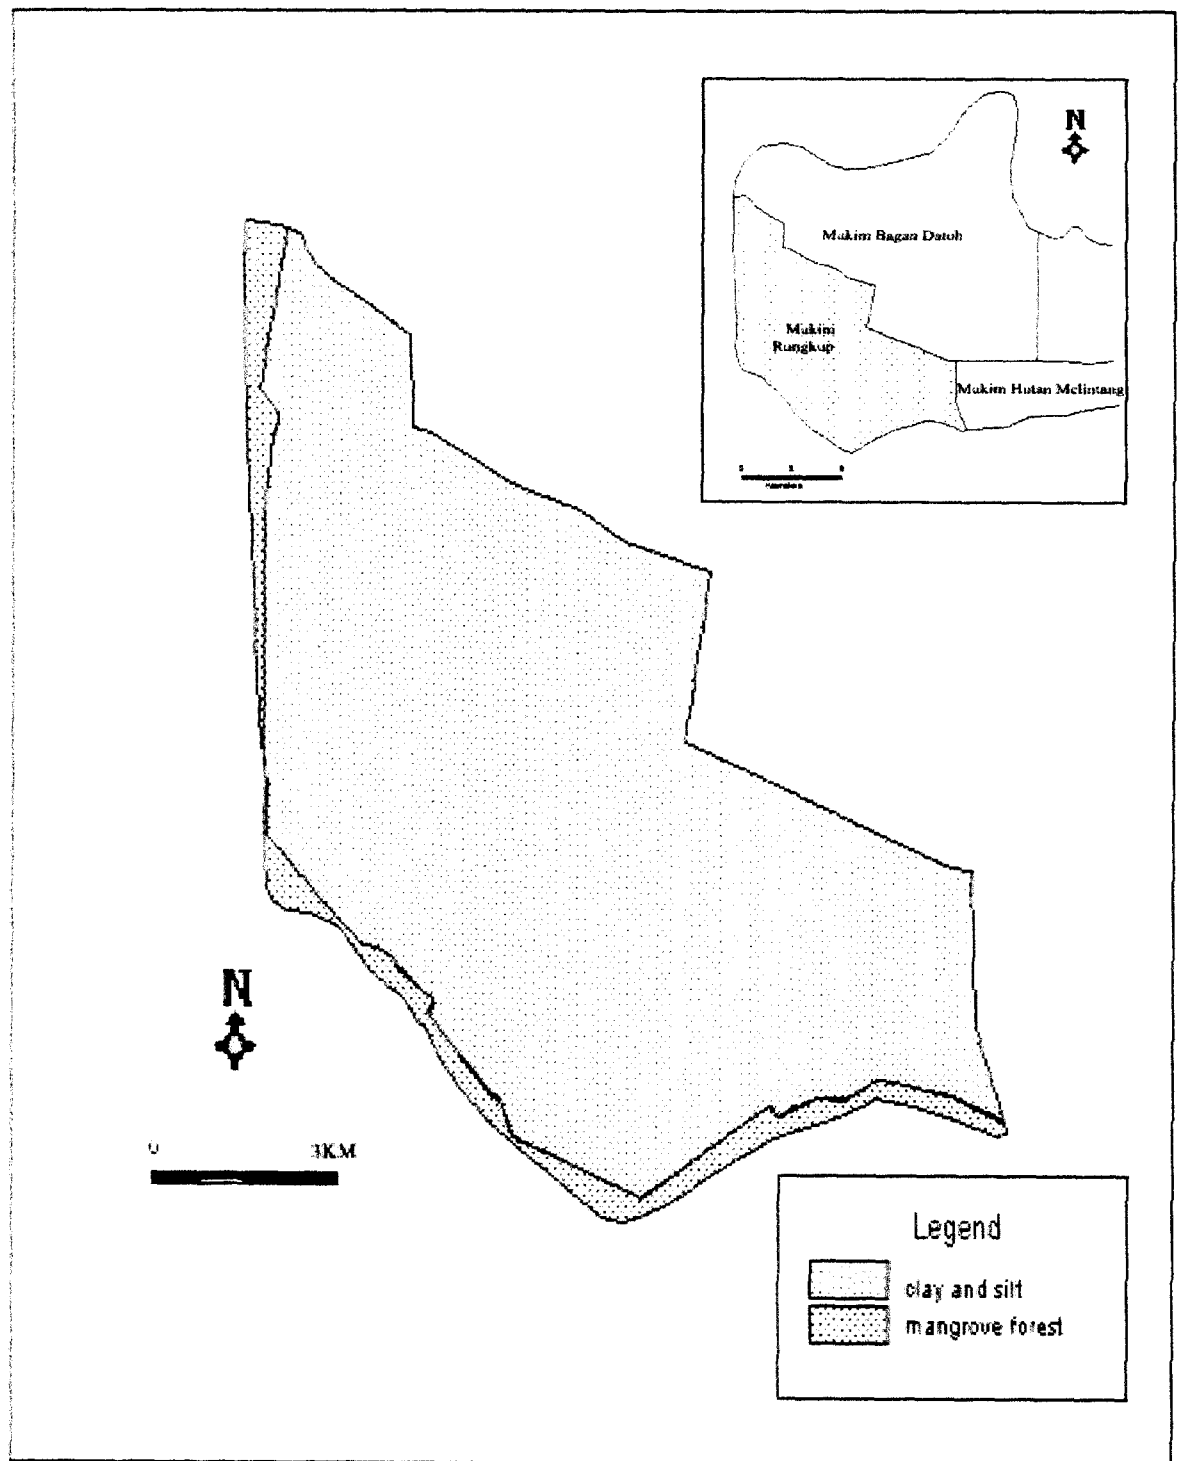 N
Mukim Bagan Datoh
Mukim
Rungkup
Mukim Hutan Melintang
N
0 3KM
Legend
clay and silt
mangrove forest